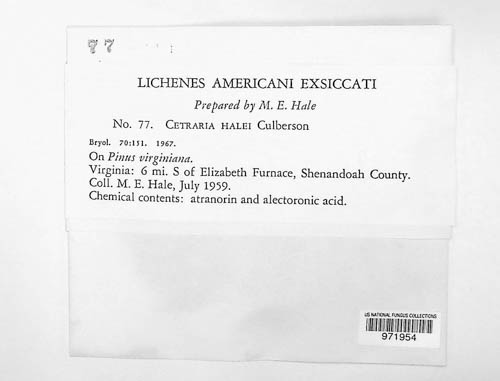 77
LICHENES AMERICANI EXSICCATI
Prepared by M. E. Hale
No. 77. CETRARIA HALEI Culberson
Bryol. 70:151. 1967.
On Pinus virginiana.
Virginia: 6 mi. S of Elizabeth Furnace, Shenandoah County.
Coll. M. E. Hale, July 1959.
Chemical contents: atranorin and alectoronic acid.
US NATIONAL FUNGUS COLLECTIONS
971954